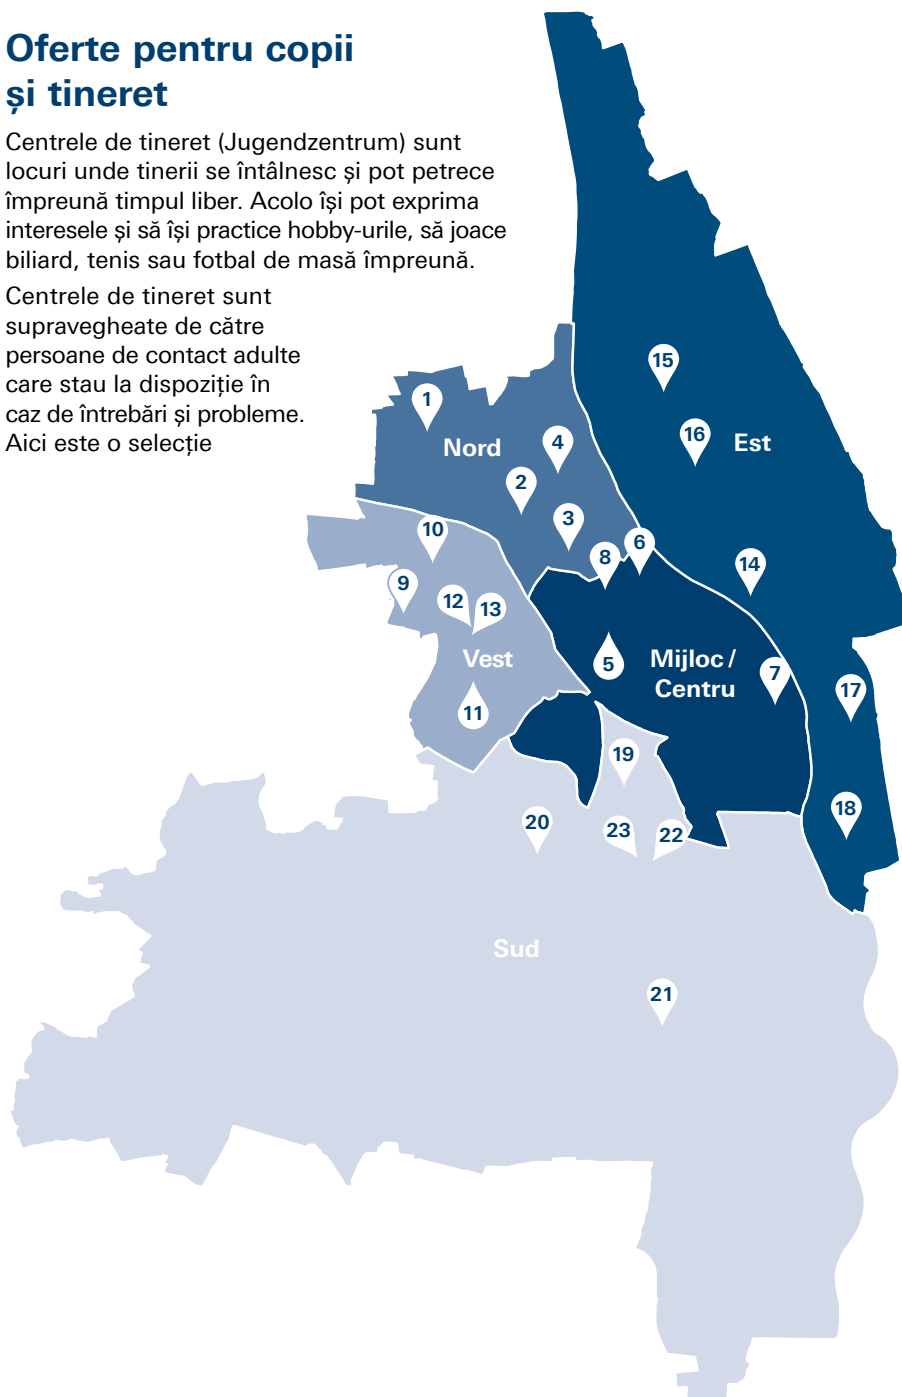 Oferte pentru copii
și tineret
Centrele de tineret (Jugendzentrum) sunt
locuri unde tinerii se întâlnesc și pot petrece
împreună timpul liber. Acolo își pot exprima
interesele și să își practice hobby-urile, să joace
biliard, tenis sau fotbal de masă împreună.
Centrele de tineret sunt
supravegheate de către
persoane de contact adulte
care stau la dispoziție în
caz de întrebări și probleme.
Aici este o selecție
15
1
16
4
Nord
Est
2
3
10
6
8
14
9
12
13
Vest
5
Mijloc /
Centru
7
17
11
19
18
20
23
22
Sud
21